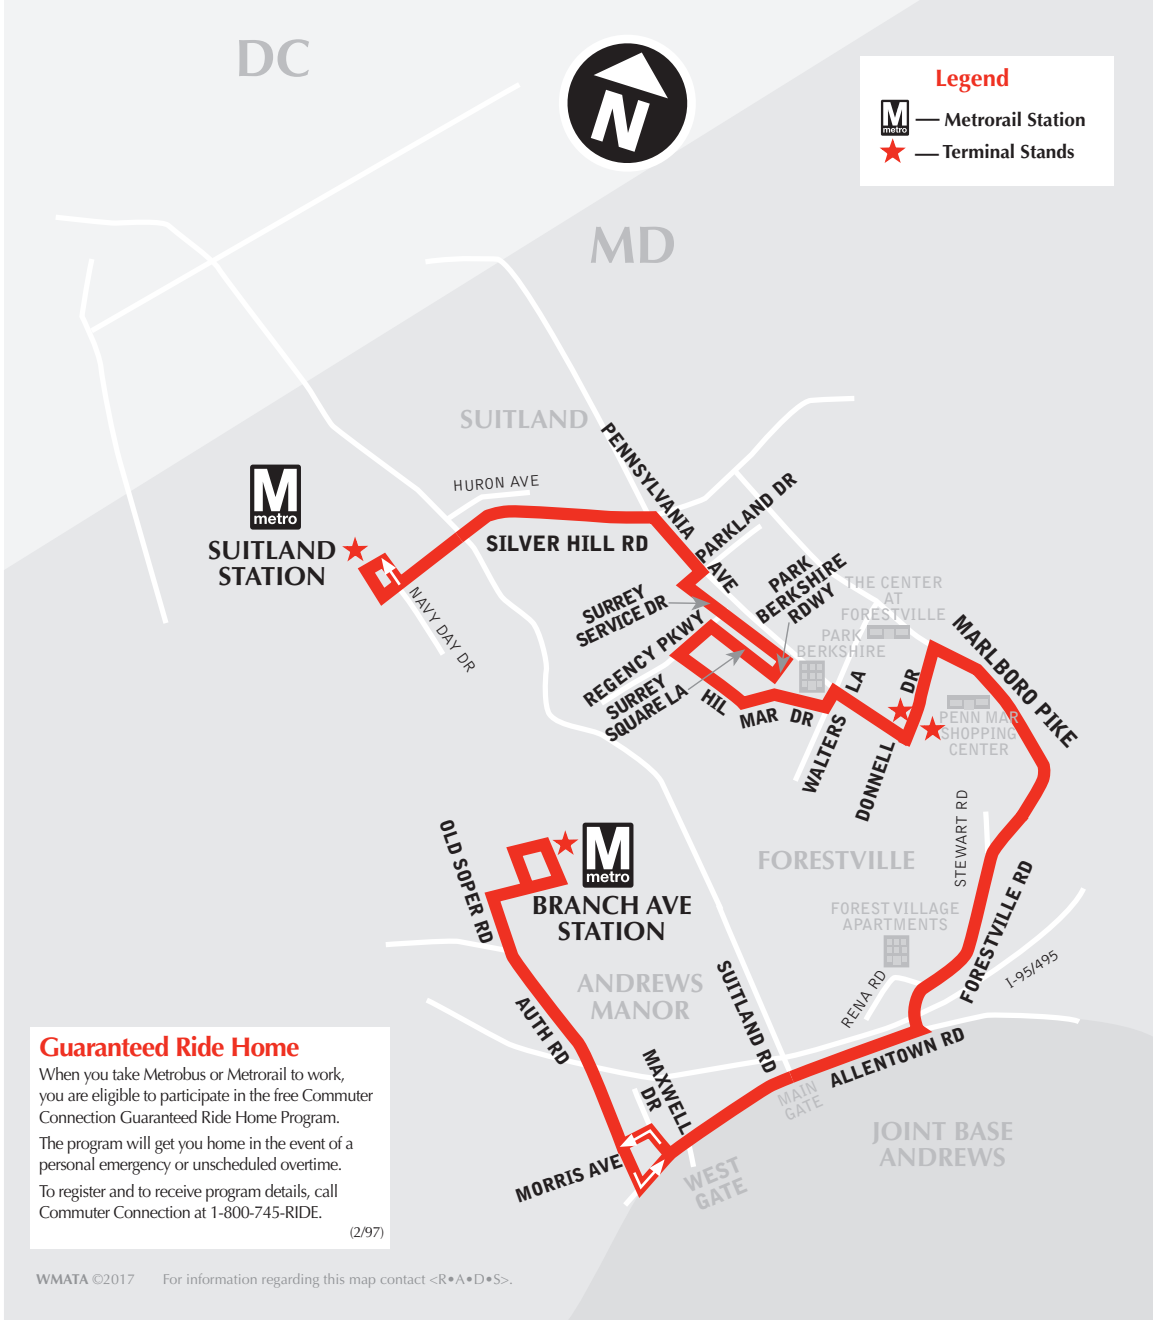 DC
N
Legend
M
metro
— Metrorail Station
— Terminal Stands
MD
SUITLAND
PENNSYLVANIA
AVE
M
metro
SUITLAND
STATION
HURON AVE
SILVER HILL RD
PARKLAND DR
NAVY DAY DR
SURREY
SERVICE DR
PARK
BERKSHIRE
RDWY
THE CENTER
AT
FORESTVILLE
PARK
BERKSHIRE
REGENCY PKWY
SURREY
SQUARE LA
HIL
MAR
DR
WALTERS
LA
DONNELL
DR
MARLBORO PIKE
PENN MAR
SHOPPING
CENTER
STEWART RD
OLD SOPER RD
M
metro
BRANCH AVE
STATION
FORESTVILLE
FOREST VILLAGE
APARTMENTS
FORESTVILLE RD
I-95/495
RENA RD
ANDREWS
MANOR
SUITLAND RD
AUTH RD
MAXWELL
DR
ALLENTOWN RD
MAIN
GATE
JOINT BASE
ANDREWS
MORRIS AVE
WEST
GATE
Guaranteed Ride Home
When you take Metrobus or Metrorail to work,
you are eligible to participate in the free Commuter
Connection Guaranteed Ride Home Program.
The program will get you home in the event of a
personal emergency or unscheduled overtime.
To register and to receive program details, call
Commuter Connection at 1-800-745-RIDE.
(2/97)
WMATA ©2017 For information regarding this map contact <R•A•D•S>.